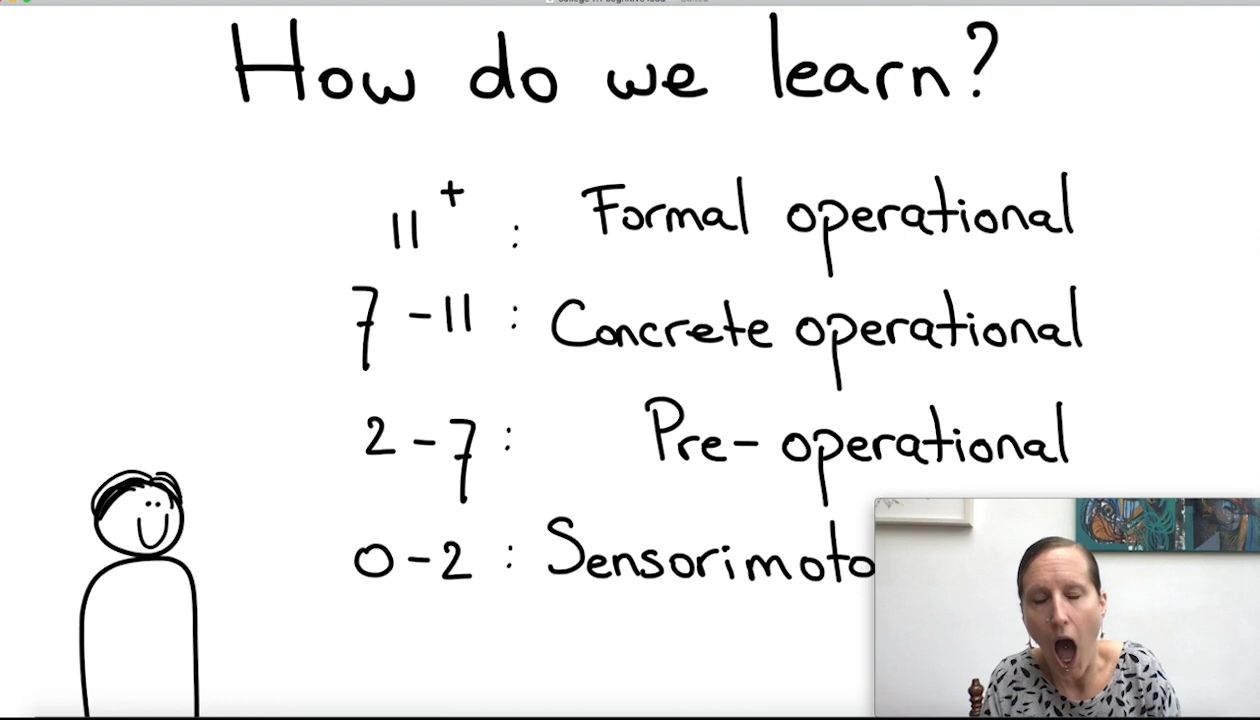 How do we learn?
11+ : Formal operational
7-11 : Concrete operational
2-7 : Pre-operational
0-2 : Sensorimoto